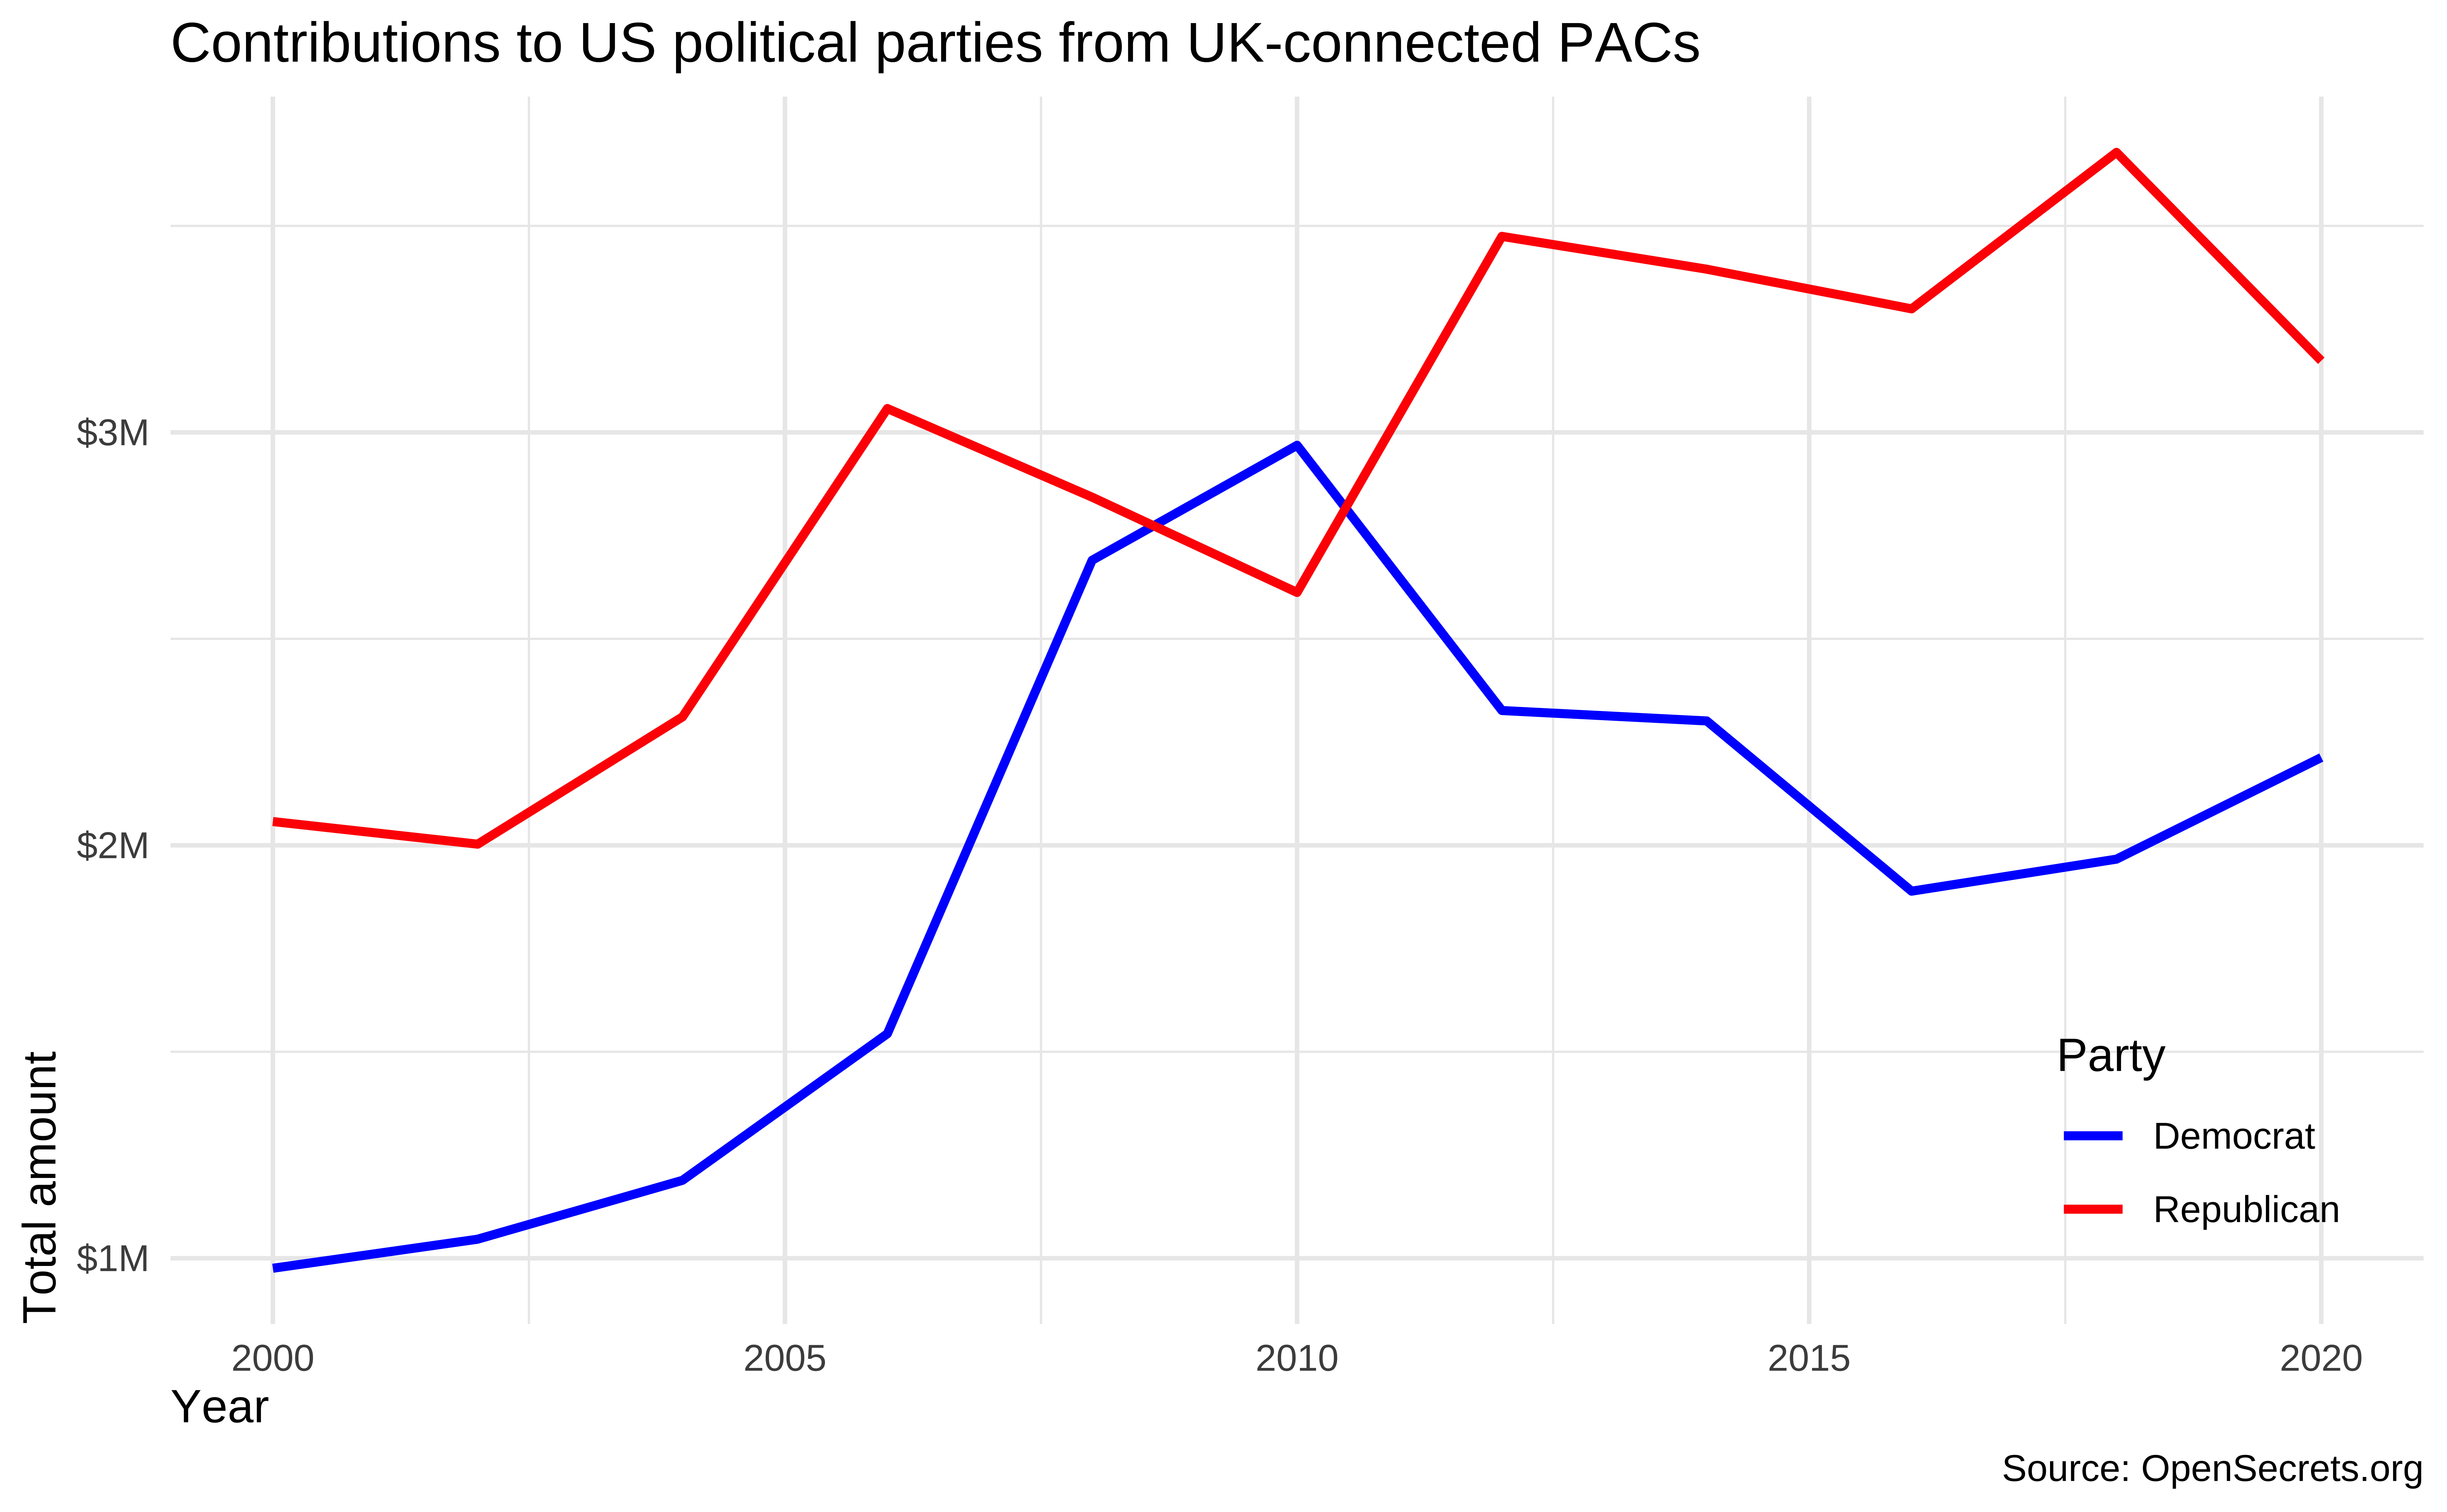 Contributions to US political parties from UK-connected PACs
Total amount
$3M
$2M
$1M
Party
Democrat
Republican
2000 2005 2010 2015 2020
Year
Source: OpenSecrets.org